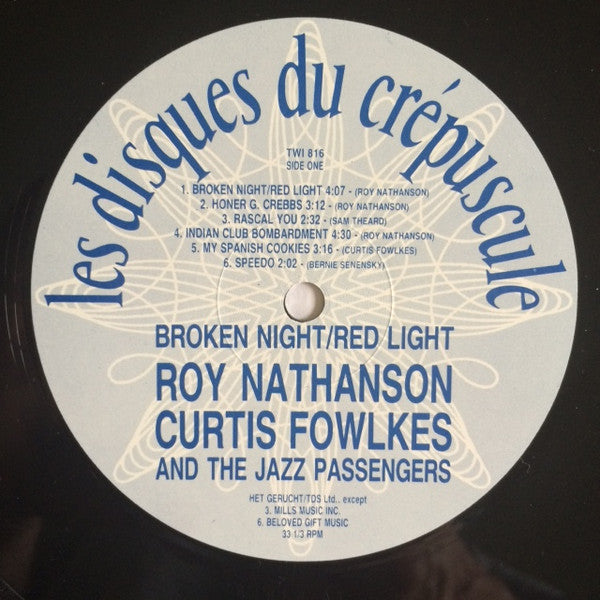 les disques du crépuscule
TWI 816
SIDE ONE
1. BROKEN NIGHT/RED LIGHT 4:07 - (ROY NATHANSON)
2. HONER G. CREBBS 3:12 - (ROY NATHANSON)
3. RASCAL YOU 2:32 - (SAM THEARD)
4. INDIAN CLUB BOMBARDMENT 4:30 - (ROY NATHANSON)
5. MY SPANISH COOKIES 3:16 - (CURTIS FOWLKES)
6. SPEEDO 2:02 - (BERNIE SENENSKY)
BROKEN NIGHT/RED LIGHT
ROY NATHANSON
CURTIS FOWLKES
AND THE JAZZ PASSENGERS
HET GERUCHT/TDS Ltd.. except
3. MILLS MUSIC INC.
6. BELOVED GIFT MUSIC
33 1/3 RPM